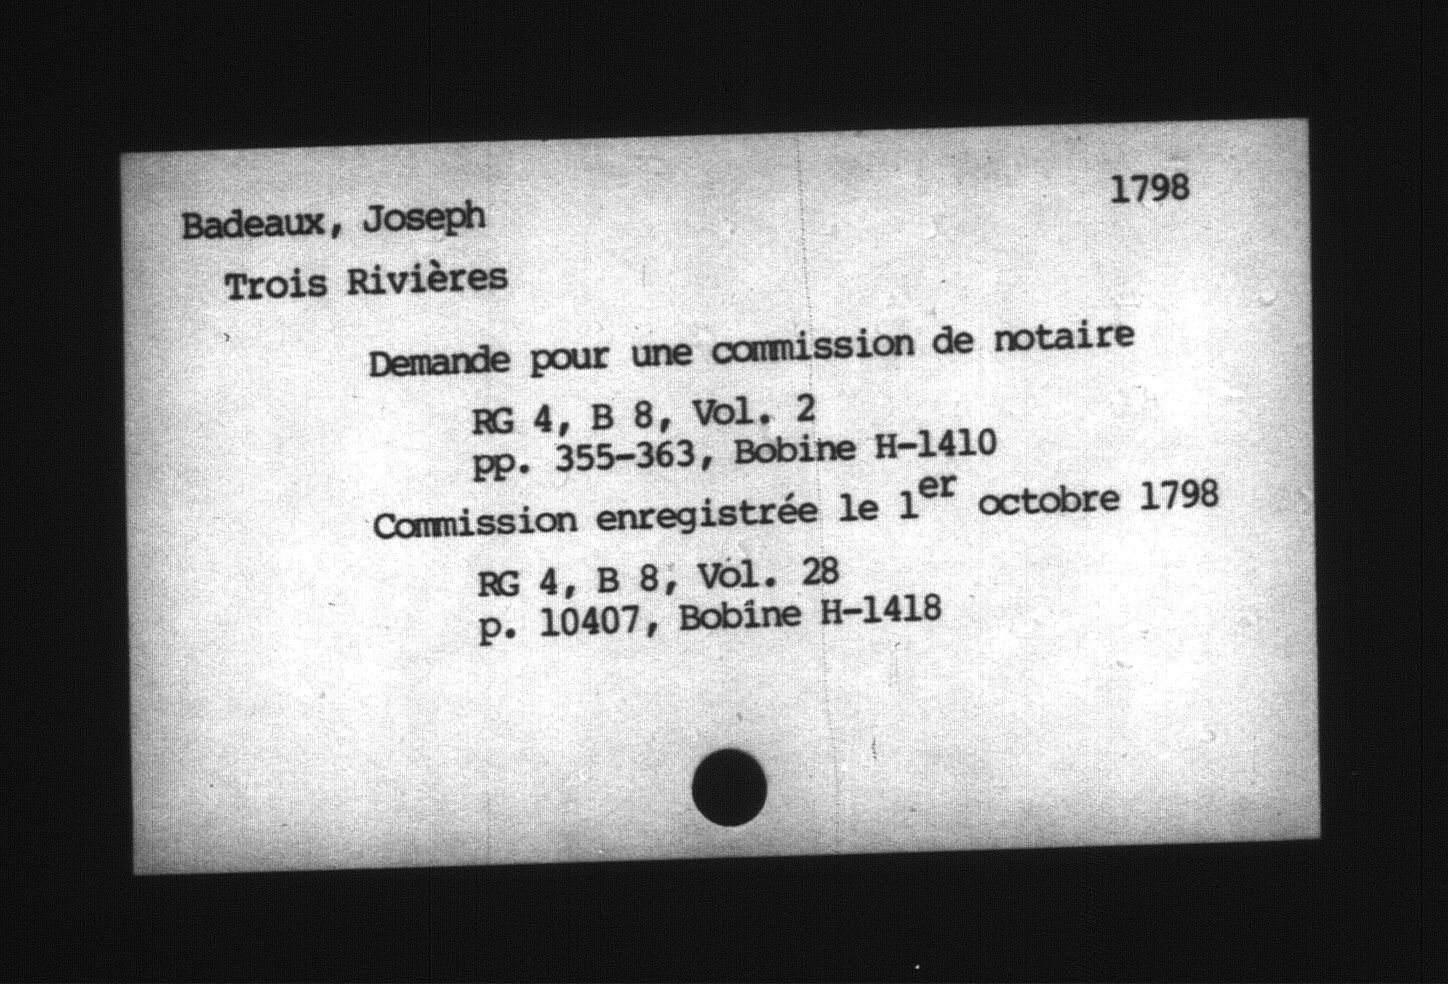 Badeaux, Joseph 1798
Trois Rivières
Demande pour une commission de notaire
RG 4, B 8, Vol. 2
pp. 355-363, Bobine H-1410
Commission enregistrée le 1er octobre 1798
RG 4, B 8, Vol. 28
p. 10407, Bobine H-1418